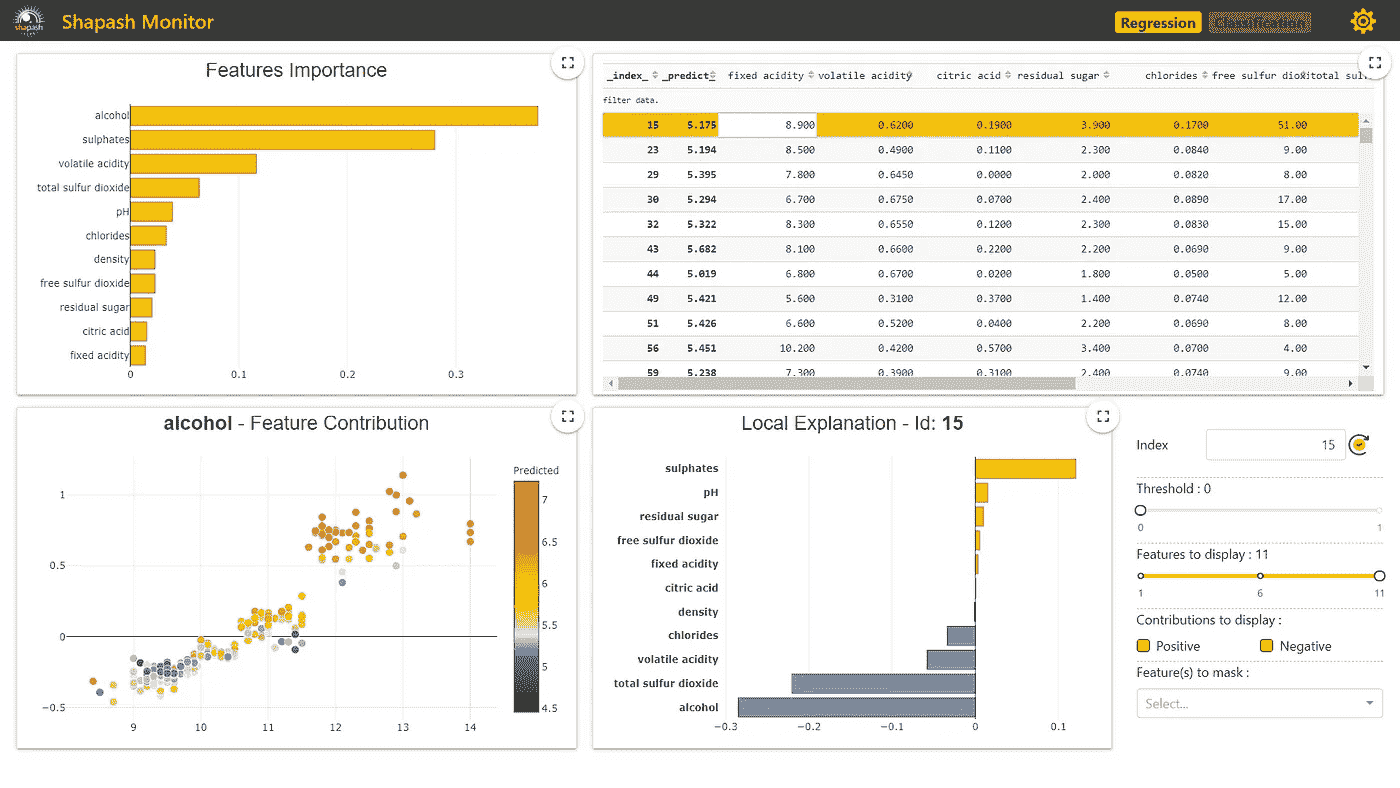 shapash
Shapash Monitor
Regression
Classification
Features Importance
alcohol
sulphates
volatile acidity
total sulfur dioxide
pH
chlorides
density
free sulfur dioxide
residual sugar
citric acid
fixed acidity
0 0.1 0.2 0.3
_index_ _predict_ fixed acidity volatile acidity citric acid residual sugar chlorides free sulfur
filter data.
15 5.175 8.900 0.6200 0.1900 3.900 0.1700 51.00
23 5.194 8.500 0.4900 0.1100 2.300 0.0840 9.00
29 5.395 7.800 0.6450 0.0000 2.000 0.0820 8.00
30 5.294 6.700 0.6750 0.0700 2.400 0.0890 17.00
32 5.322 8.300 0.6550 0.1200 2.300 0.0830 15.00
43 5.682 8.100 0.6600 0.2200 2.200 0.0690 9.00
44 5.019 6.800 0.6700 0.0200 1.800 0.0500 5.00
49 5.421 5.600 0.3100 0.3700 1.400 0.0740 12.00
51 5.426 6.600 0.5200 0.0400 2.200 0.0690 8.00
56 5.451 10.200 0.4200 0.5700 3.400 0.0700 4.00
59 5.238 7.300 0.3900 0.3100 2.400 0.0740 9.00
alcohol - Feature Contribution
Predicted
1
0.5
0
−0.5
9 10 11 12 13 14
7
6.5
6
5.5
5
4.5
Local Explanation - Id: 15
sulphates
pH
residual sugar
free sulfur dioxide
fixed acidity
citric acid
density
chlorides
volatile acidity
total sulfur dioxide
alcohol
−0.3 −0.2 −0.1 0 0.1
Index 15
Threshold : 0
0 1
Features to display : 11
1 6 11
Contributions to display :
Positive Negative
Feature(s) to mask :
Select...